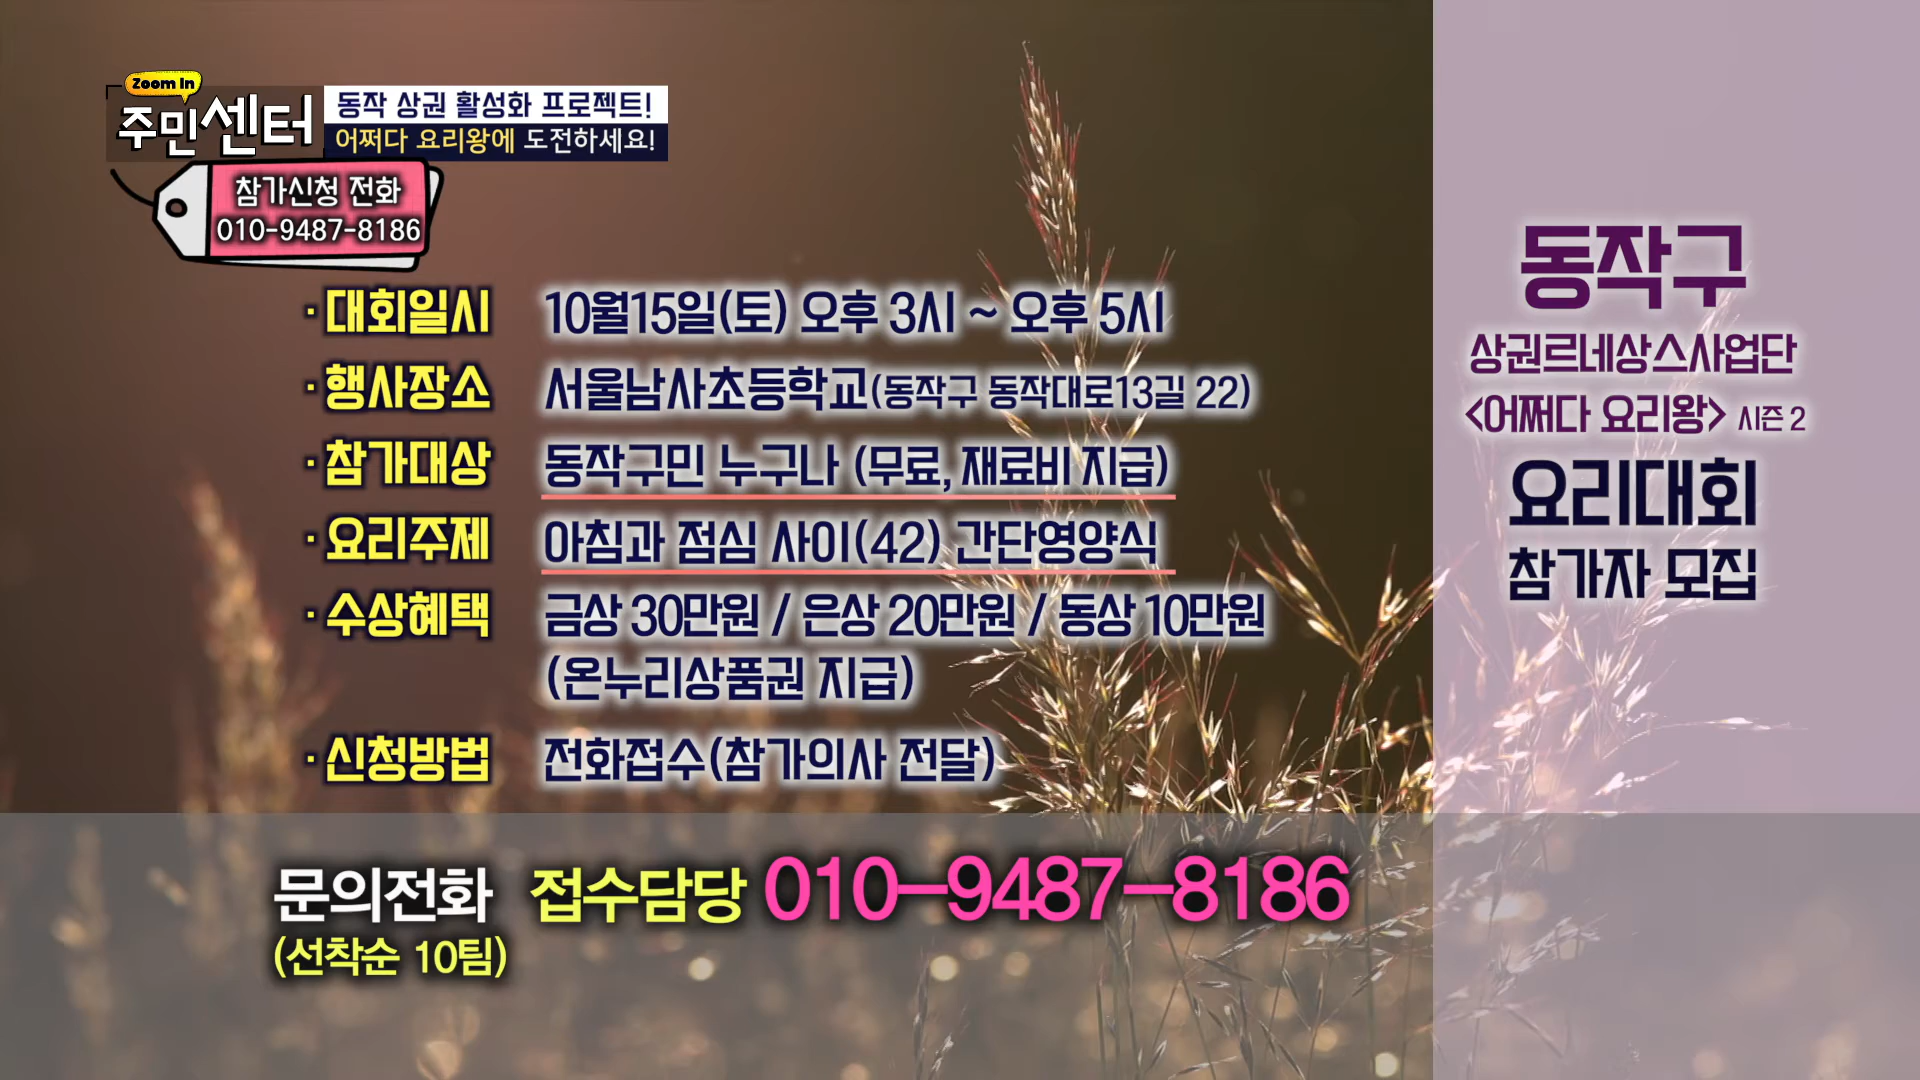 Zoom In
주민센터
동작 상권 활성화 프로젝트!
어쩌다 요리왕에 도전하세요!
참가신청 전화
010-9487-8186
· 대회일시 10월15일(토) 오후 3시 ~ 오후 5시
· 행사장소 서울남사초등학교(동작구 동작대로13길 22)
· 참가대상 동작구민 누구나 (무료, 재료비 지급)
· 요리주제 아침과 점심 사이(42) 간단영양식
· 수상혜택 금상 30만원 / 은상 20만원 / 동상 10만원
(온누리상품권 지급)
· 신청방법 전화접수(참가의사 전달)
동작구
상권르네상스사업단
<어쩌다 요리왕> 시즌 2
요리대회
참가자 모집
문의전화 접수담당 010-9487-8186
(선착순 10팀)